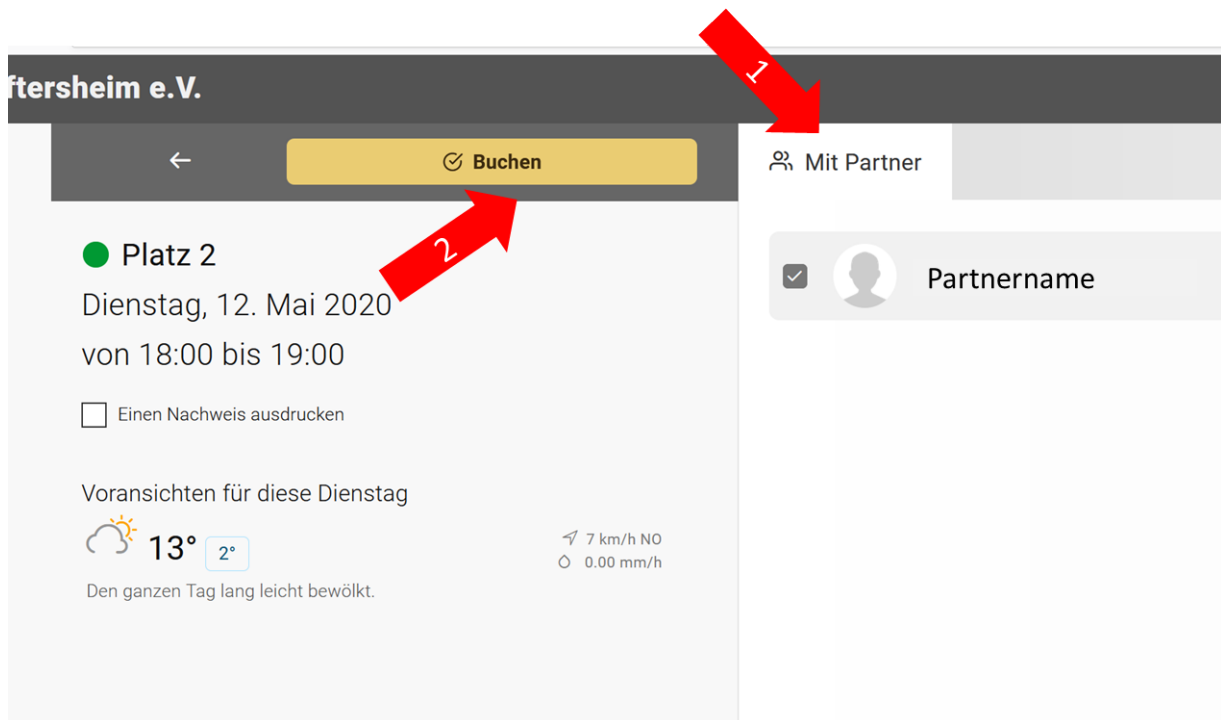 ftersheim e.V.
1
Buchen
Mit Partner
2
Platz 2
Dienstag, 12. Mai 2020
von 18:00 bis 19:00
Partnername
Einen Nachweis ausdrucken
Voransichten für diese Dienstag
13° 2°
7 km/h NO
0.00 mm/h
Den ganzen Tag lang leicht bewölkt.